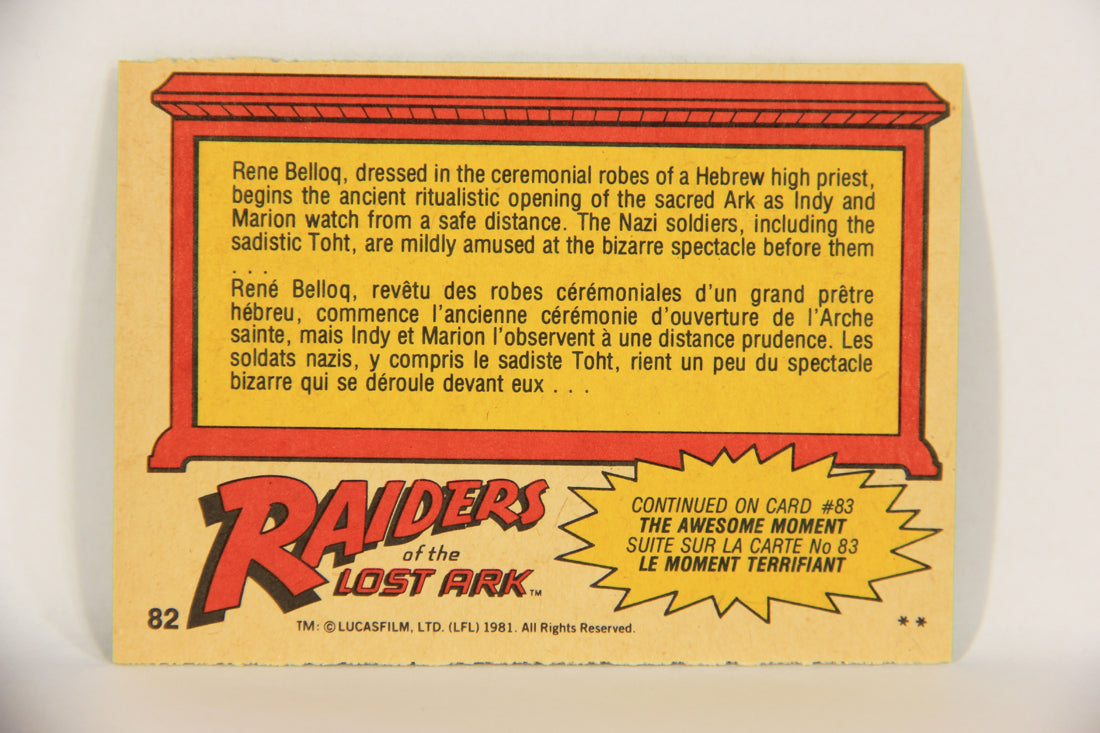 Rene Belloq, dressed in the ceremonial robes of a Hebrew high priest,
begins the ancient ritualistic opening of the sacred Ark as Indy and
Marion watch from a safe distance. The Nazi soldiers, including the
sadistic Toht, are mildly amused at the bizarre spectacle before them
. . .
René Belloq, revêtu des robes cérémoniales d'un grand prêtre
hébreu, commence l'ancienne cérémonie d'ouverture de l'Arche
sainte, mais Indy et Marion l'observent à une distance prudence. Les
soldats nazis, y compris le sadiste Toht, rient un peu du spectacle
bizarre qui se déroule devant eux . . .
RAIDERS
of the
LOST ARK™
CONTINUED ON CARD #83
THE AWESOME MOMENT
SUITE SUR LA CARTE No 83
LE MOMENT TERRIFIANT
82
TM: © LUCASFILM, LTD. (LFL) 1981. All Rights Reserved.
* *